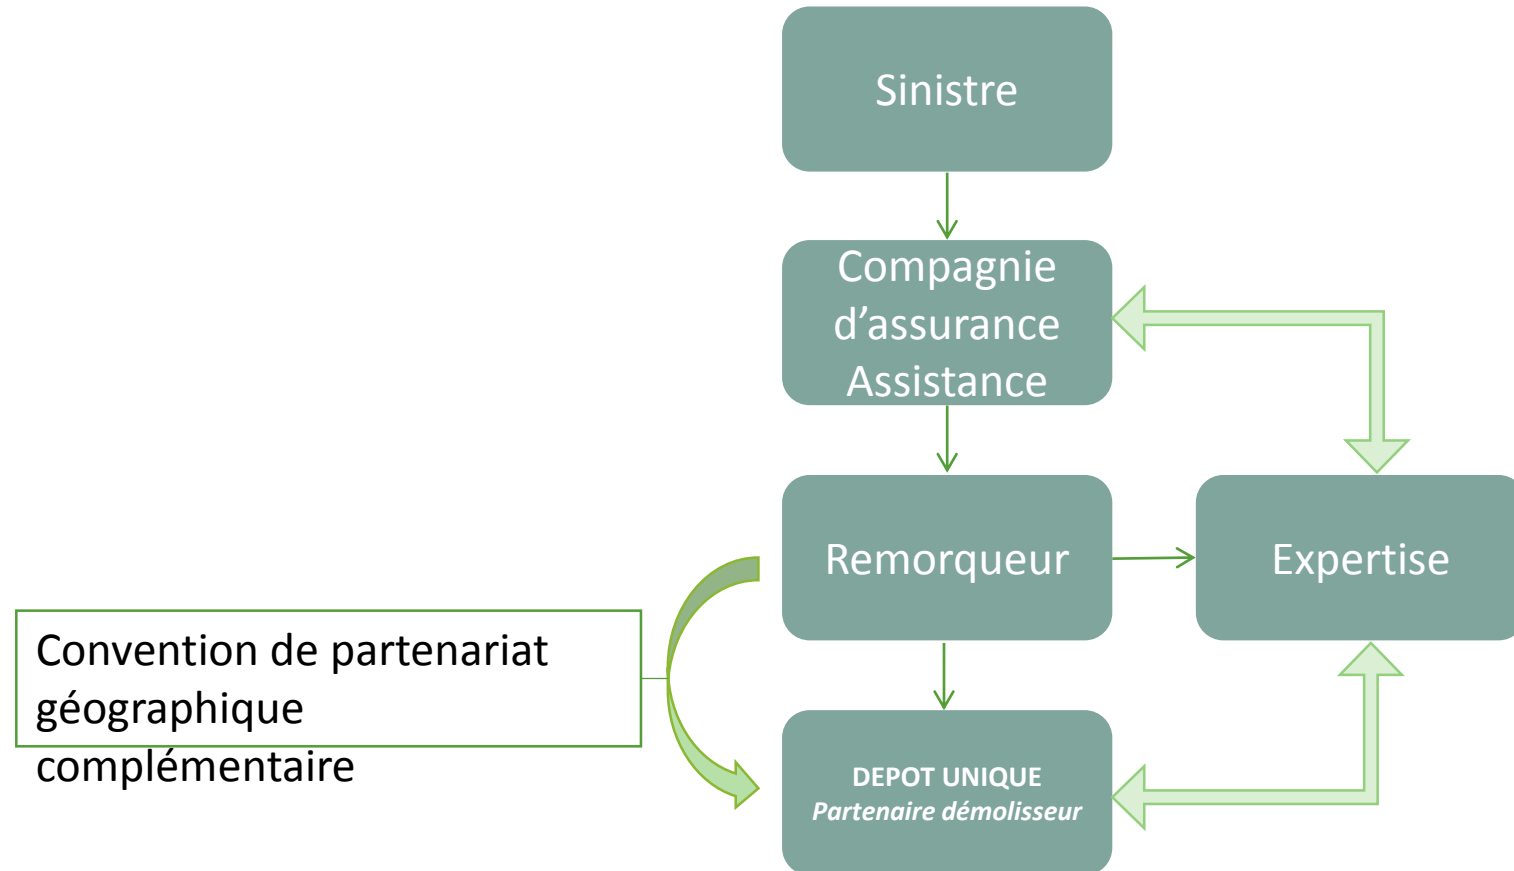 Sinistre
Compagnie
d’assurance
Assistance
Remorqueur
Expertise
Convention de partenariat
géographique
complémentaire
DEPOT UNIQUE
Partenaire démolisseur